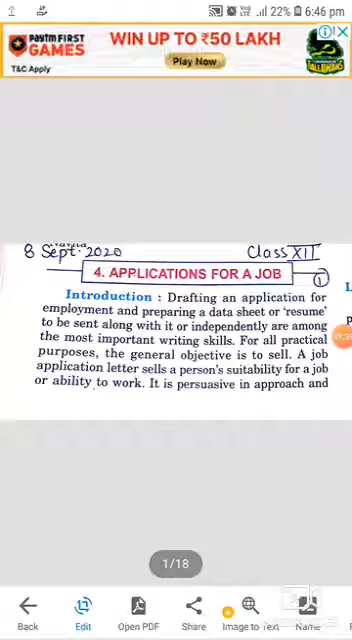 22% 6:46 pm
PAYTM FIRST
GAMES
WIN UP TO ₹50 LAKH
Play Now
T&C Apply
8 Sept. 2020 Class XII
4. APPLICATIONS FOR A JOB 1
Introduction : Drafting an application for
employment and preparing a data sheet or 'resume'
to be sent along with it or independently are among
the most important writing skills. For all practical
purposes, the general objective is to sell. A job
application letter sells a person's suitability for a job
or ability to work. It is persuasive in approach and
1/18
Back Edit Open PDF Share Image to Text Name